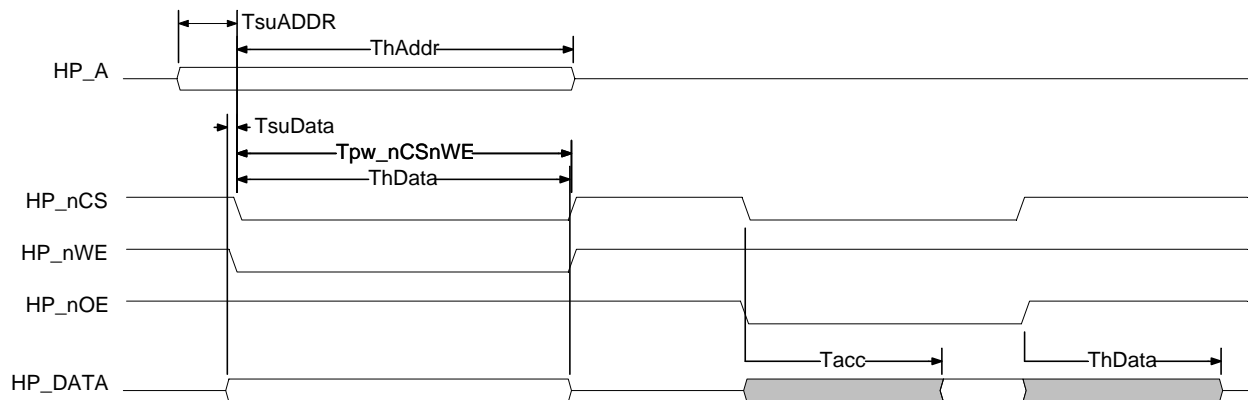 TsuADDR
ThAddr
HP_A
TsuData
Tpw_nCSnWE
ThData
HP_nCS
HP_nWE
HP_nOE
Tacc
ThData
HP_DATA